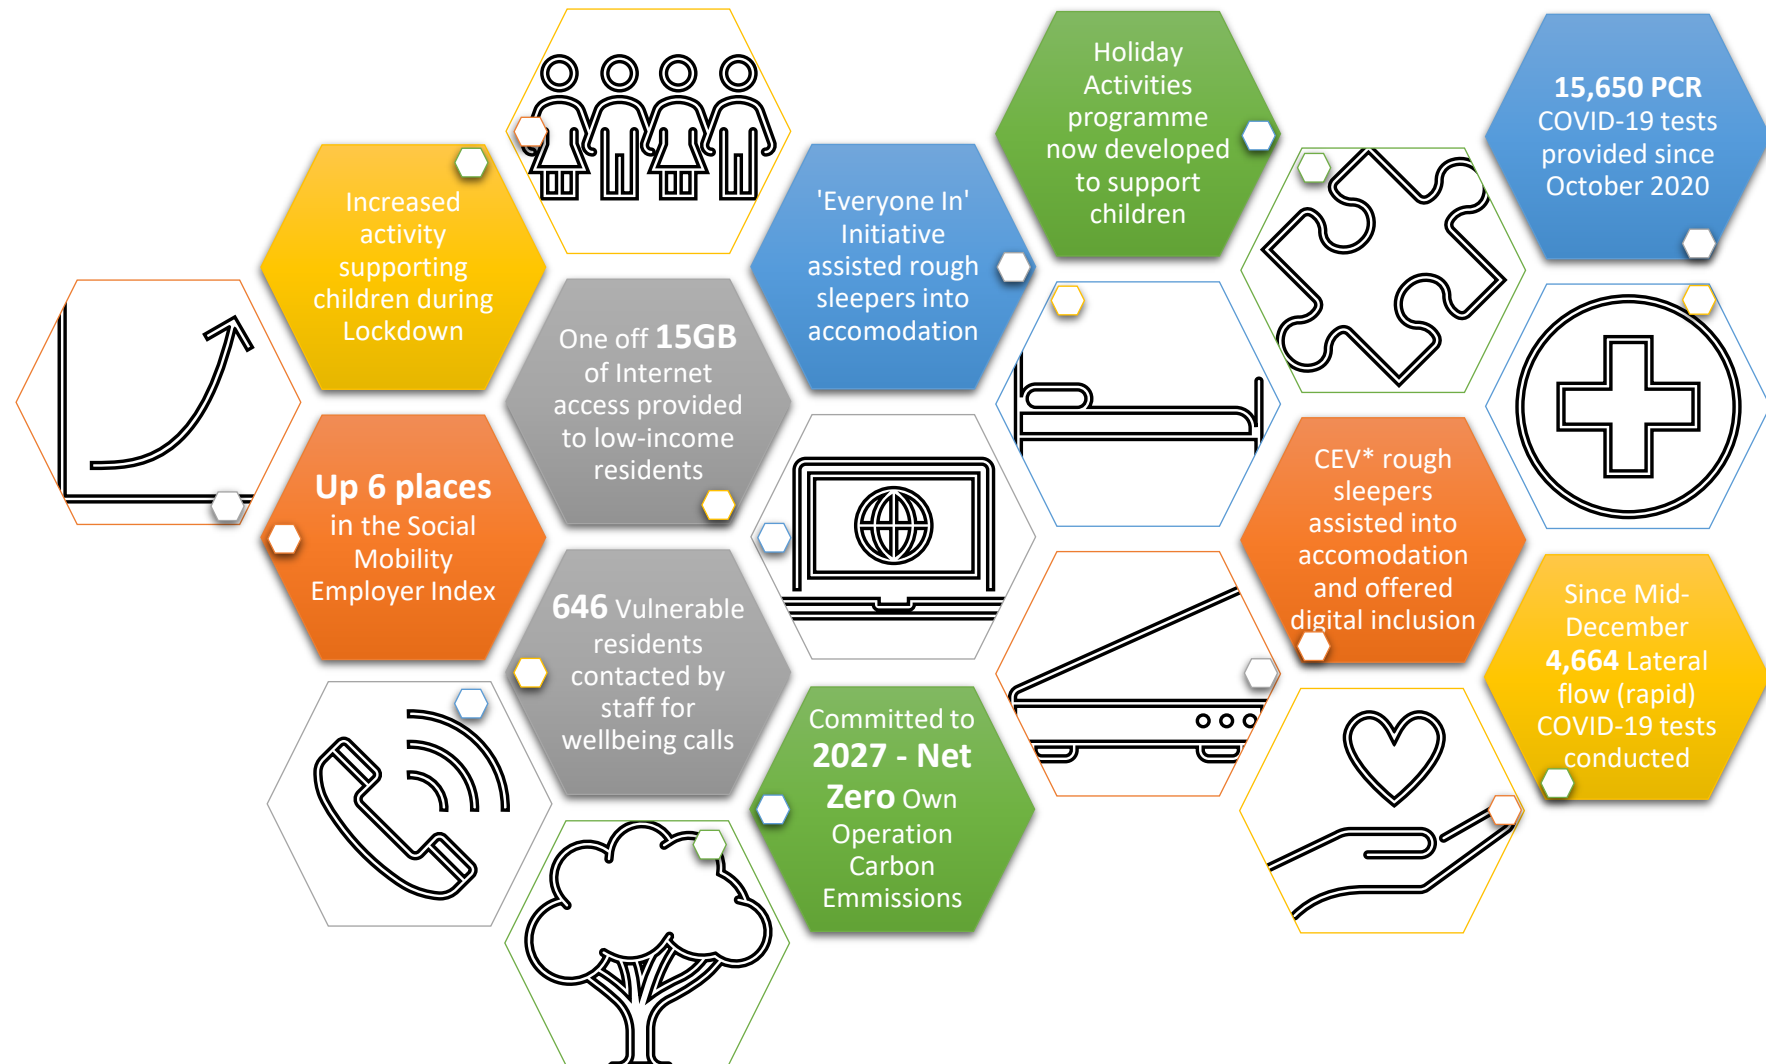 Increased
activity
supporting
children during
Lockdown
Up 6 places
in the Social
Mobility
Employer Index
One off 15GB
of Internet
access provided
to low-income
residents
646 Vulnerable
residents
contacted by
staff for
wellbeing calls
'Everyone In'
Initiative
assisted rough
sleepers into
accomodation
Committed to
2027 - Net
Zero Own
Operation
Carbon
Emmissions
Holiday
Activities
programme
now developed
to support
children
CEV* rough
sleepers
assisted into
accomodation
and offered
digital inclusion
15,650 PCR
COVID-19 tests
provided since
October 2020
Since Mid-
December
4,664 Lateral
flow (rapid)
COVID-19 tests
conducted